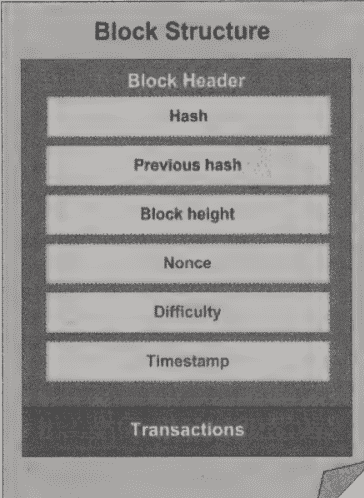 Block Structure
Block Header
Hash
Previous hash
Block height
Nonce
Difficulty
Timestamp
Transactions